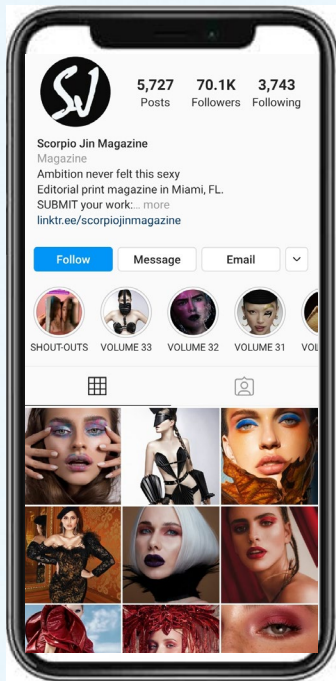 SJ
5,727 70.1K 3,743
Posts Followers Following
Scorpio Jin Magazine
Magazine
Ambition never felt this sexy
Editorial print magazine in Miami, FL.
SUBMIT your work:... more
linktr.ee/scorpiojinmagazine
Follow Message Email
SHOUT-OUTS VOLUME 33 VOLUME 32 VOLUME 31 VOL